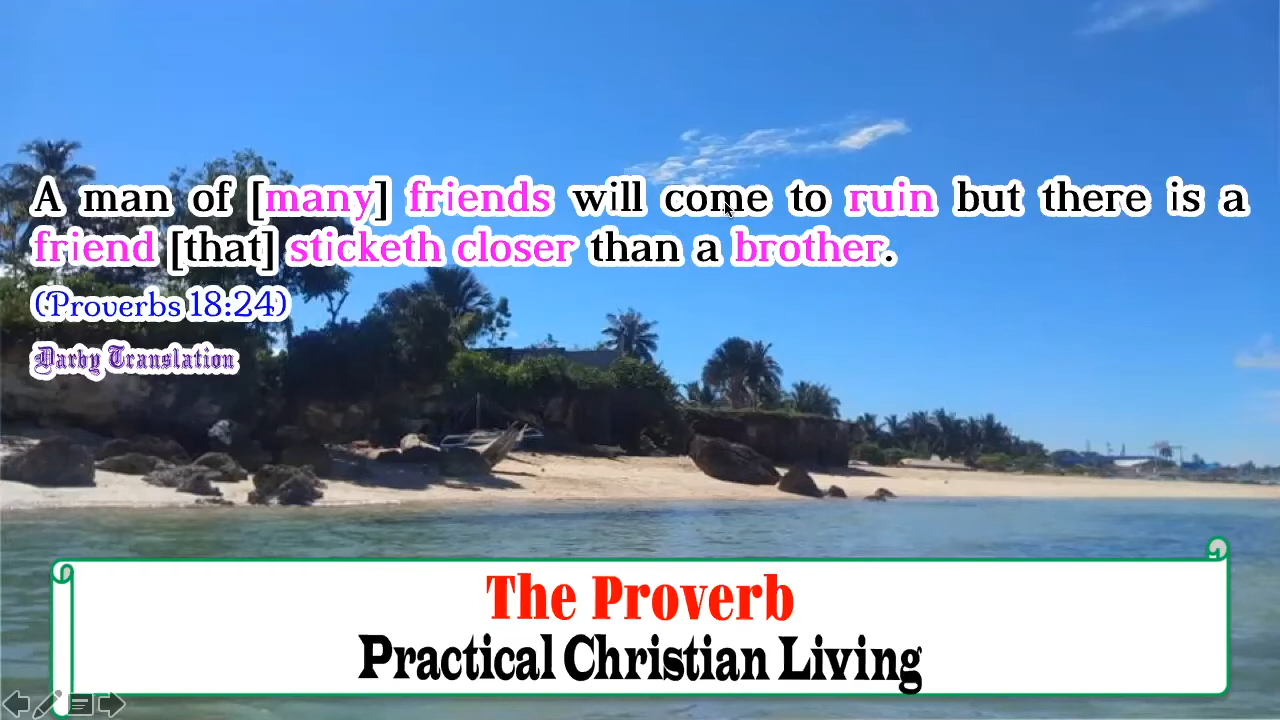 A man of [many] friends will come to ruin but there is a
friend [that] sticketh closer than a brother.
(Proverbs 18:24)
Darby Translation
The Proverb
Practical Christian Living